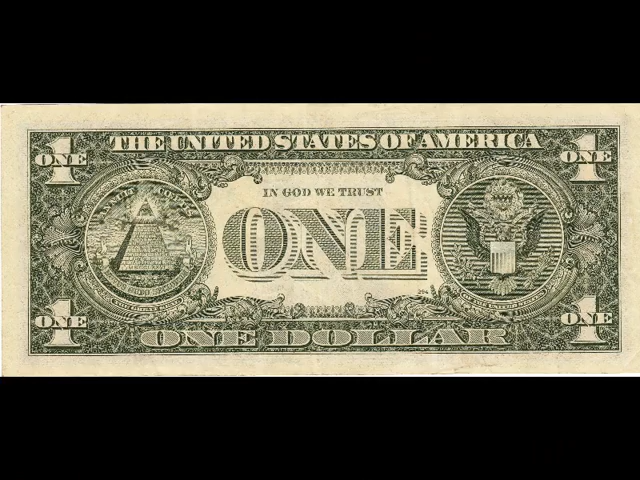 THE UNITED STATES OF AMERICA
1
ONE
1
ONE
IN GOD WE TRUST
ONE
1
ONE
1
ONE
ONE DOLLAR